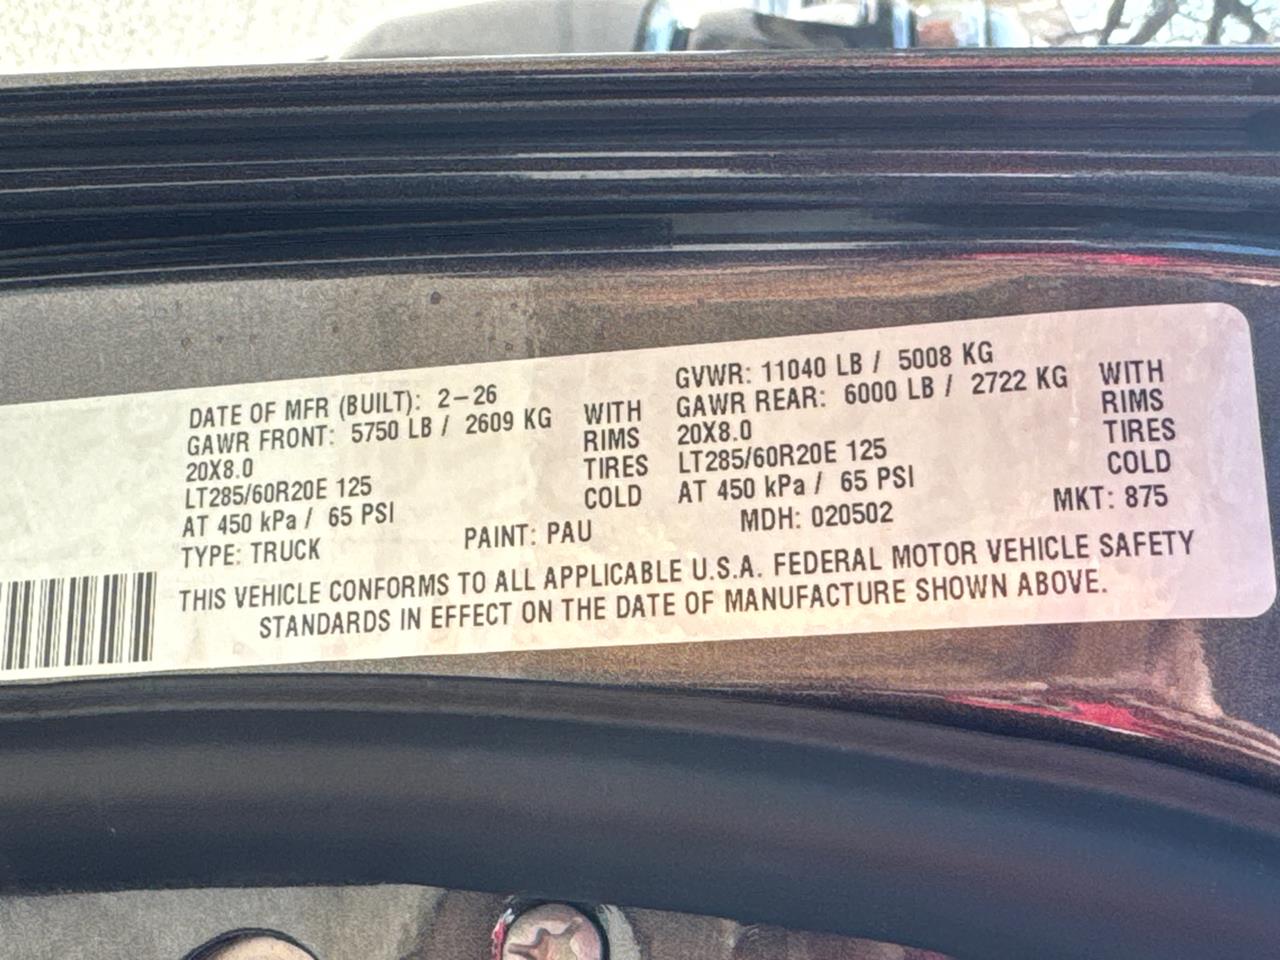 DATE OF MFR (BUILT): 2-26 GVWR: 11040 LB / 5008 KG
GAWR FRONT: 5750 LB / 2609 KG WITH GAWR REAR: 6000 LB / 2722 KG WITH
20X8.0 RIMS 20X8.0 RIMS
LT285/60R20E 125 TIRES LT285/60R20E 125 TIRES
AT 450 kPa / 65 PSI COLD AT 450 kPa / 65 PSI COLD
TYPE: TRUCK PAINT: PAU MDH: 020502 MKT: 875
THIS VEHICLE CONFORMS TO ALL APPLICABLE U.S.A. FEDERAL MOTOR VEHICLE SAFETY
STANDARDS IN EFFECT ON THE DATE OF MANUFACTURE SHOWN ABOVE.